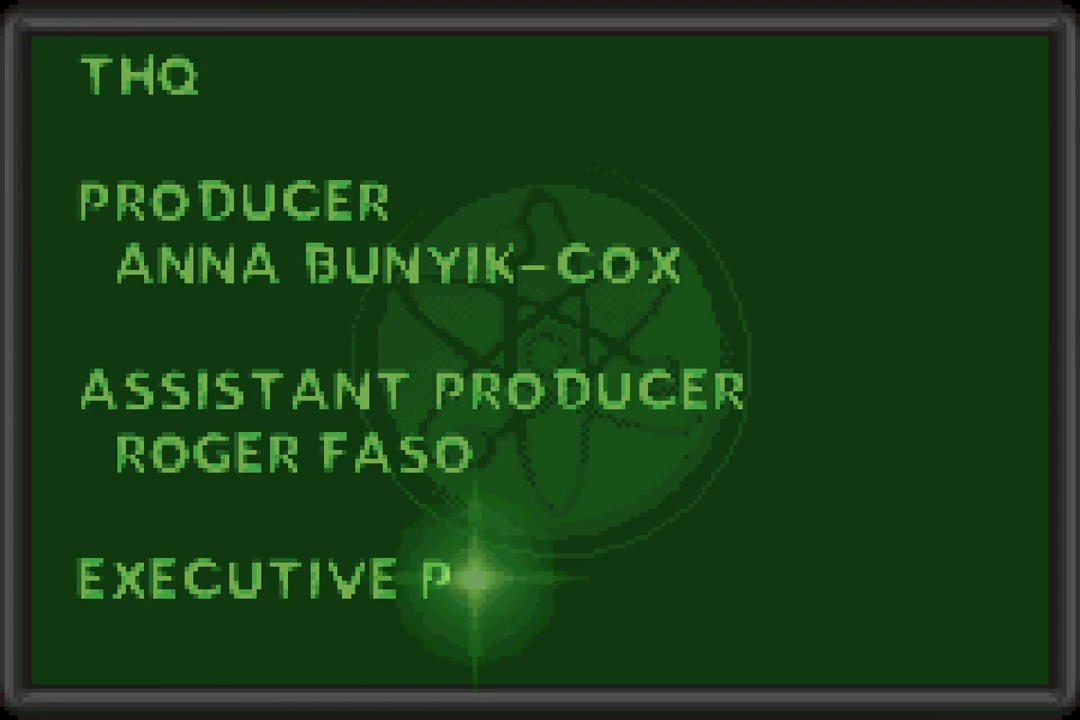 THQ
PRODUCER
ANNA BUNYIK-COX
ASSISTANT PRODUCER
ROGER FASO
EXECUTIVE P